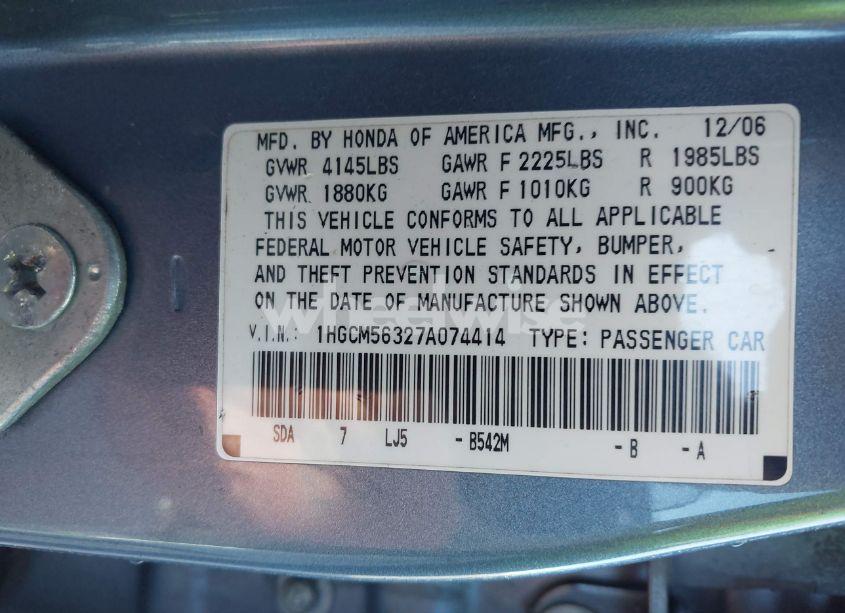 MFD. BY HONDA OF AMERICA MFG., INC. 12/06
GVWR 4145LBS GAWR F 2225LBS R 1985LBS
GVWR 1880KG GAWR F 1010KG R 900KG
THIS VEHICLE CONFORMS TO ALL APPLICABLE
FEDERAL MOTOR VEHICLE SAFETY, BUMPER,
AND THEFT PREVENTION STANDARDS IN EFFECT
ON THE DATE OF MANUFACTURE SHOWN ABOVE.
wheelwise
V.I.N.: 1HGCM56327A074414 TYPE: PASSENGER CAR
SDA 7 LJ5 -B542M -B -A